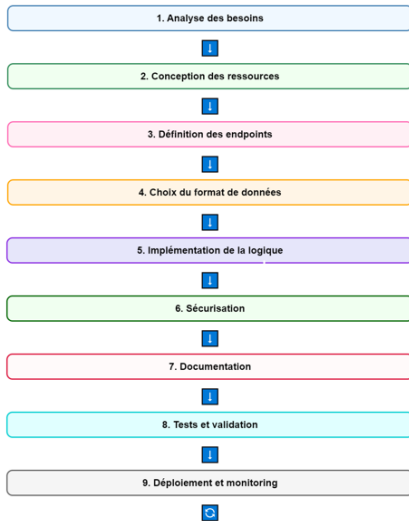 1. Analyse des besoins
2. Conception des ressources
3. Définition des endpoints
4. Choix du format de données
5. Implémentation de la logique
6. Sécurisation
7. Documentation
8. Tests et validation
9. Déploiement et monitoring